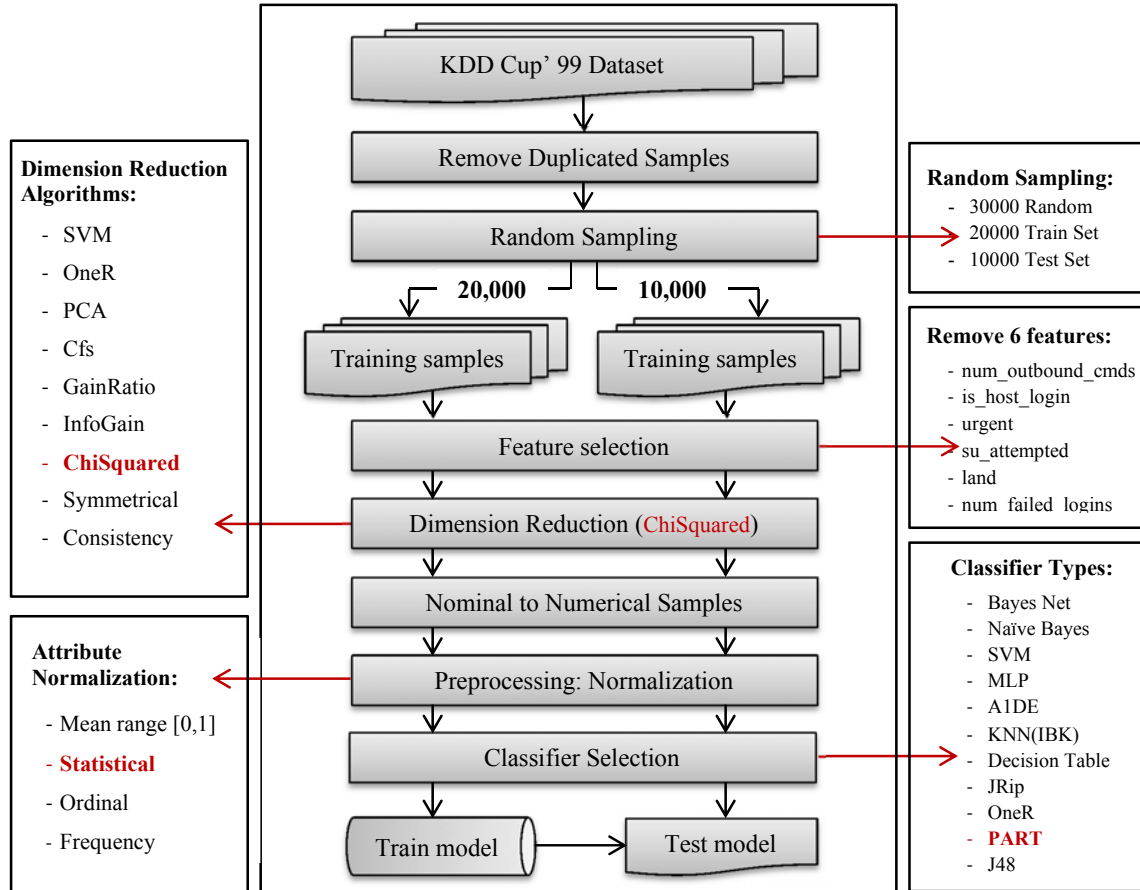 KDD Cup’ 99 Dataset
Remove Duplicated Samples
Random Sampling
20,000
10,000
Training samples
Training samples
Feature selection
Dimension Reduction (ChiSquared)
Nominal to Numerical Samples
Preprocessing: Normalization
Classifier Selection
Train model
Test model
Dimension Reduction
Algorithms:
- SVM
- OneR
- PCA
- Cfs
- GainRatio
- InfoGain
- ChiSquared
- Symmetrical
- Consistency
Attribute
Normalization:
- Mean range [0,1]
- Statistical
- Ordinal
- Frequency
Random Sampling:
- 30000 Random
- 20000 Train Set
- 10000 Test Set
Remove 6 features:
- num_outbound_cmds
- is_host_login
- urgent
- su_attempted
- land
- num_failed_logins
Classifier Types:
- Bayes Net
- Naïve Bayes
- SVM
- MLP
- A1DE
- KNN(IBK)
- Decision Table
- JRip
- OneR
- PART
- J48